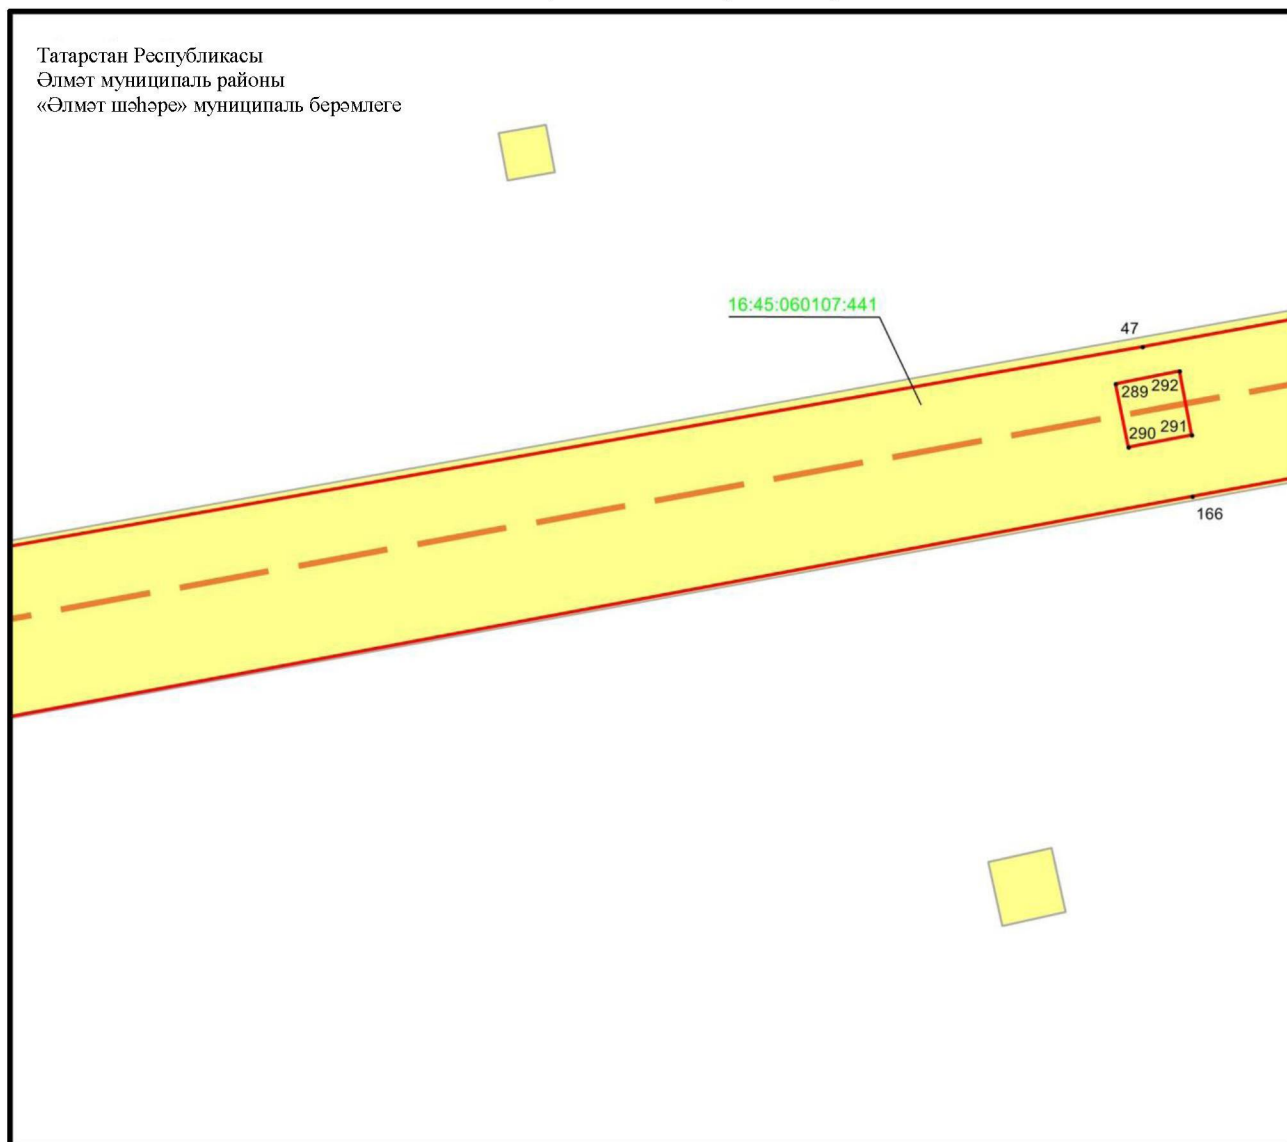 Татарстан Республикасы
Әлмәт муниципаль районы
«Әлмәт шәһәре» муниципаль берәмлеге
16:45:060107:441
47
289 292
290 291
166